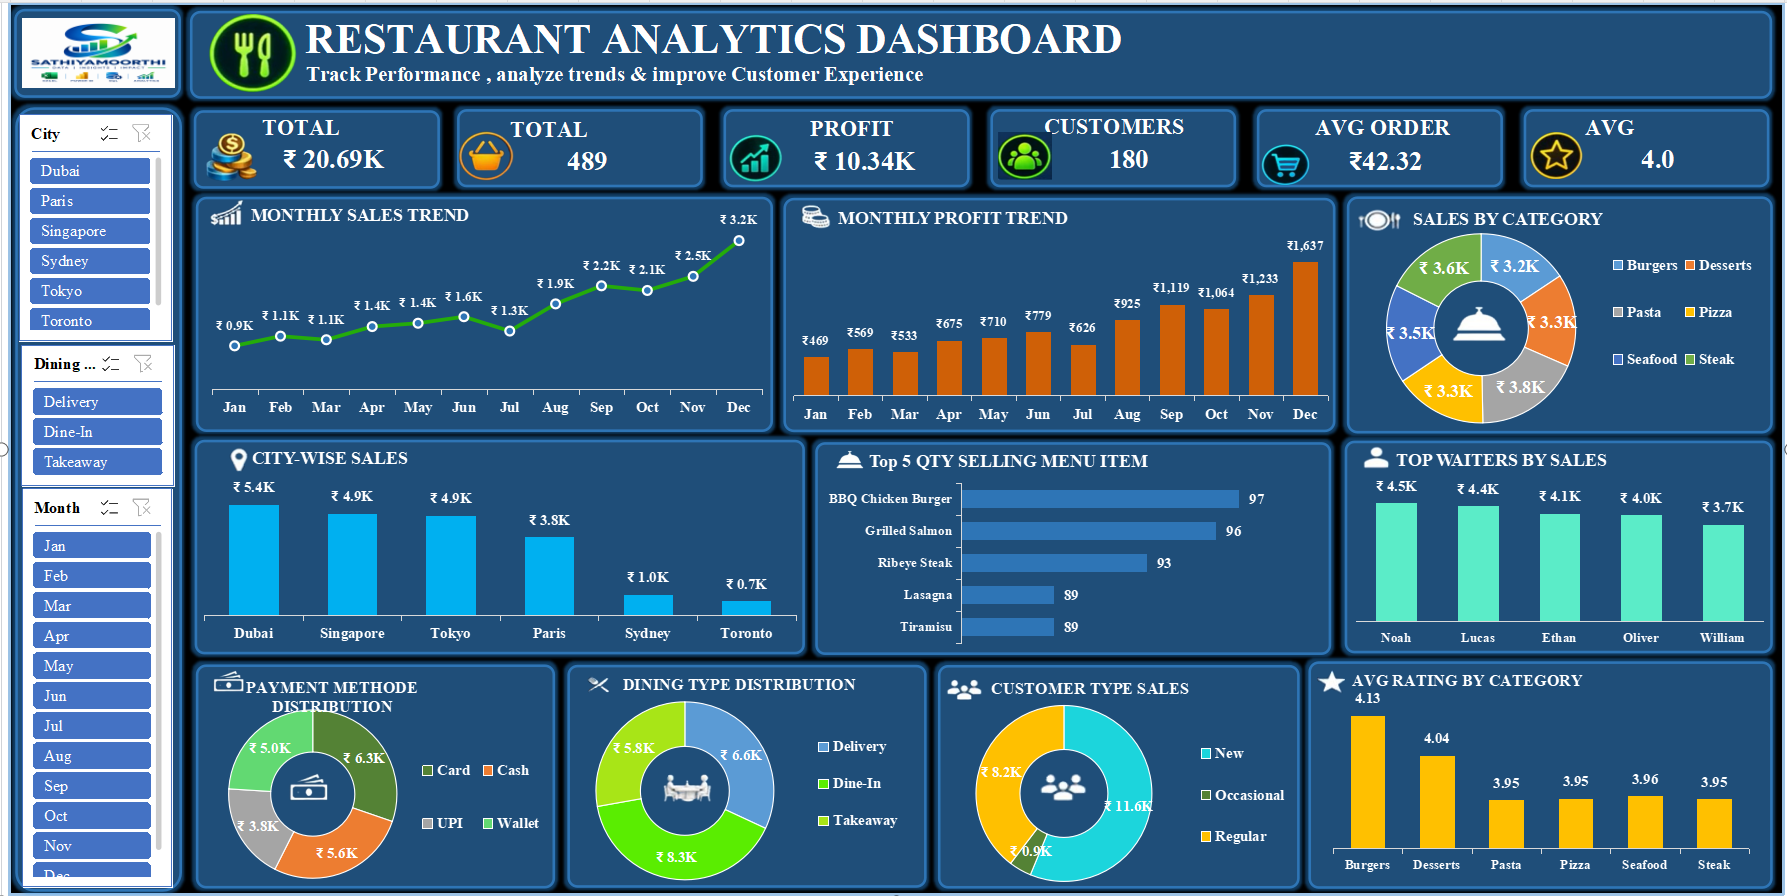 SATHIYAMOORTHI
DATA | INSIGHTS | IMPACT
RESTAURANT ANALYTICS DASHBOARD
Track Performance , analyze trends & improve Customer Experience
City
Dubai
Paris
Singapore
Sydney
Tokyo
Toronto
Dining ...
Delivery
Dine-In
Takeaway
Month
Jan
Feb
Mar
Apr
May
Jun
Jul
Aug
Sep
Oct
Nov
Dec
TOTAL
₹ 20.69K
TOTAL
489
PROFIT
₹ 10.34K
CUSTOMERS
180
AVG ORDER
₹42.32
AVG
4.0
MONTHLY SALES TREND
₹ 0.9K ₹ 1.1K ₹ 1.1K ₹ 1.4K ₹ 1.4K ₹ 1.6K ₹ 1.3K ₹ 1.9K ₹ 2.2K ₹ 2.1K ₹ 2.5K ₹ 3.2K
Jan Feb Mar Apr May Jun Jul Aug Sep Oct Nov Dec
MONTHLY PROFIT TREND
₹469 ₹569 ₹533 ₹675 ₹710 ₹779 ₹626 ₹925 ₹1,119 ₹1,064 ₹1,233 ₹1,637
Jan Feb Mar Apr May Jun Jul Aug Sep Oct Nov Dec
SALES BY CATEGORY
₹ 3.6K ₹ 3.2K
₹ 3.5K ₹ 3.3K
₹ 3.3K ₹ 3.8K
Burgers Desserts
Pasta Pizza
Seafood Steak
CITY-WISE SALES
₹ 5.4K ₹ 4.9K ₹ 4.9K ₹ 3.8K ₹ 1.0K ₹ 0.7K
Dubai Singapore Tokyo Paris Sydney Toronto
Top 5 QTY SELLING MENU ITEM
BBQ Chicken Burger 97
Grilled Salmon 96
Ribeye Steak 93
Lasagna 89
Tiramisu 89
TOP WAITERS BY SALES
₹ 4.5K ₹ 4.4K ₹ 4.1K ₹ 4.0K ₹ 3.7K
Noah Lucas Ethan Oliver William
PAYMENT METHODE
DISTRIBUTION
₹ 5.0K ₹ 6.3K
₹ 3.8K ₹ 5.6K
Card Cash
UPI Wallet
DINING TYPE DISTRIBUTION
₹ 5.8K ₹ 6.6K
₹ 8.3K
Delivery
Dine-In
Takeaway
CUSTOMER TYPE SALES
₹ 8.2K ₹ 11.6K
₹ 0.9K
New
Occasional
Regular
AVG RATING BY CATEGORY
4.13 4.04 3.95 3.95 3.96 3.95
Burgers Desserts Pasta Pizza Seafood Steak